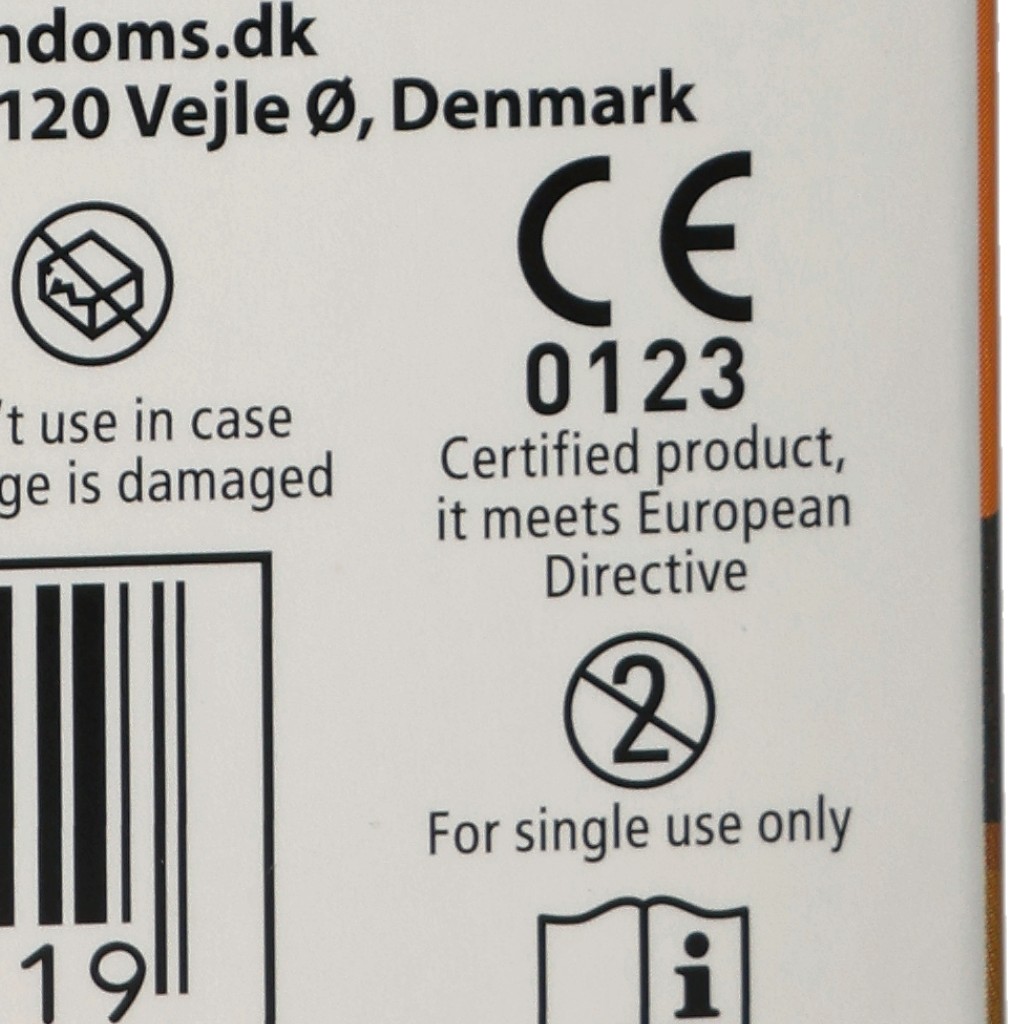 ndoms.dk
120 Vejle Ø, Denmark
CE
0123
't use in case
ge is damaged
Certified product,
it meets European
Directive
2
For single use only
i
19